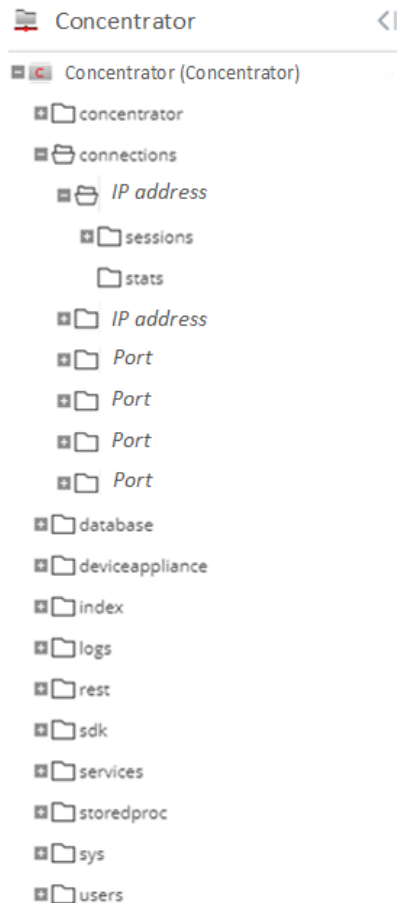 Concentrator
C Concentrator (Concentrator)
concentrator
connections
IP address
sessions
stats
IP address
Port
Port
Port
Port
database
deviceappliance
index
logs
rest
sdk
services
storedproc
sys
users